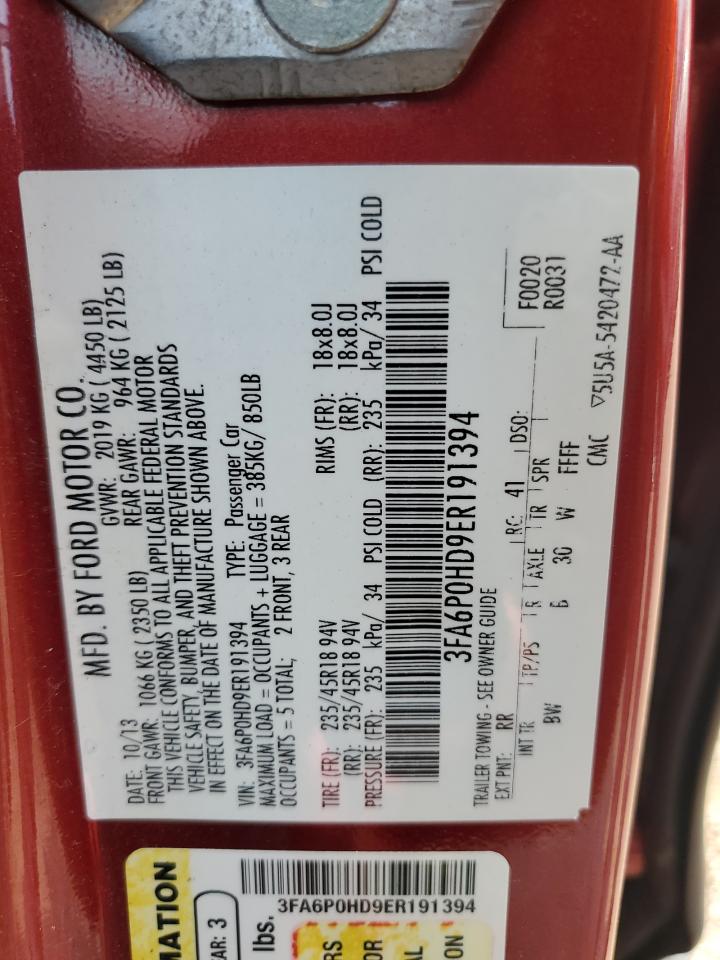 MFD. BY FORD MOTOR CO.
DATE: 10/13 GVWR: 2019 KG ( 4450 LB)
FRONT GAWR: 1066 KG ( 2350 LB) REAR GAWR: 964 KG ( 2125 LB)
THIS VEHICLE CONFORMS TO ALL APPLICABLE FEDERAL MOTOR
VEHICLE SAFETY, BUMPER, AND THEFT PREVENTION STANDARDS
IN EFFECT ON THE DATE OF MANUFACTURE SHOWN ABOVE.
VIN: 3FA6P0HD9ER191394 TYPE: Passenger Car
MAXIMUM LOAD = OCCUPANTS + LUGGAGE = 385KG/ 850LB
OCCUPANTS = 5 TOTAL; 2 FRONT, 3 REAR
TIRE (FR): 235/45R18 94V RIMS (FR): 18x8.0J
(RR): 235/45R18 94V (RR): 18x8.0J
PRESSURE (FR): 235 kPa/ 34 PSI COLD (RR): 235 kPa/ 34 PSI COLD
3FA6P0HD9ER191394
TRAILER TOWING - SEE OWNER GUIDE
EXT PNT: RR RC: 41 DSO: F0020
R0031
INT TR TP/PS R AXLE TR SPR
BW 6 30 W FFFF
CMC
▽5U5A-5420472-AA
MATION
AR: 3
lbs.
3FA6P0HD9ER191394
RS
OR
AL
ON